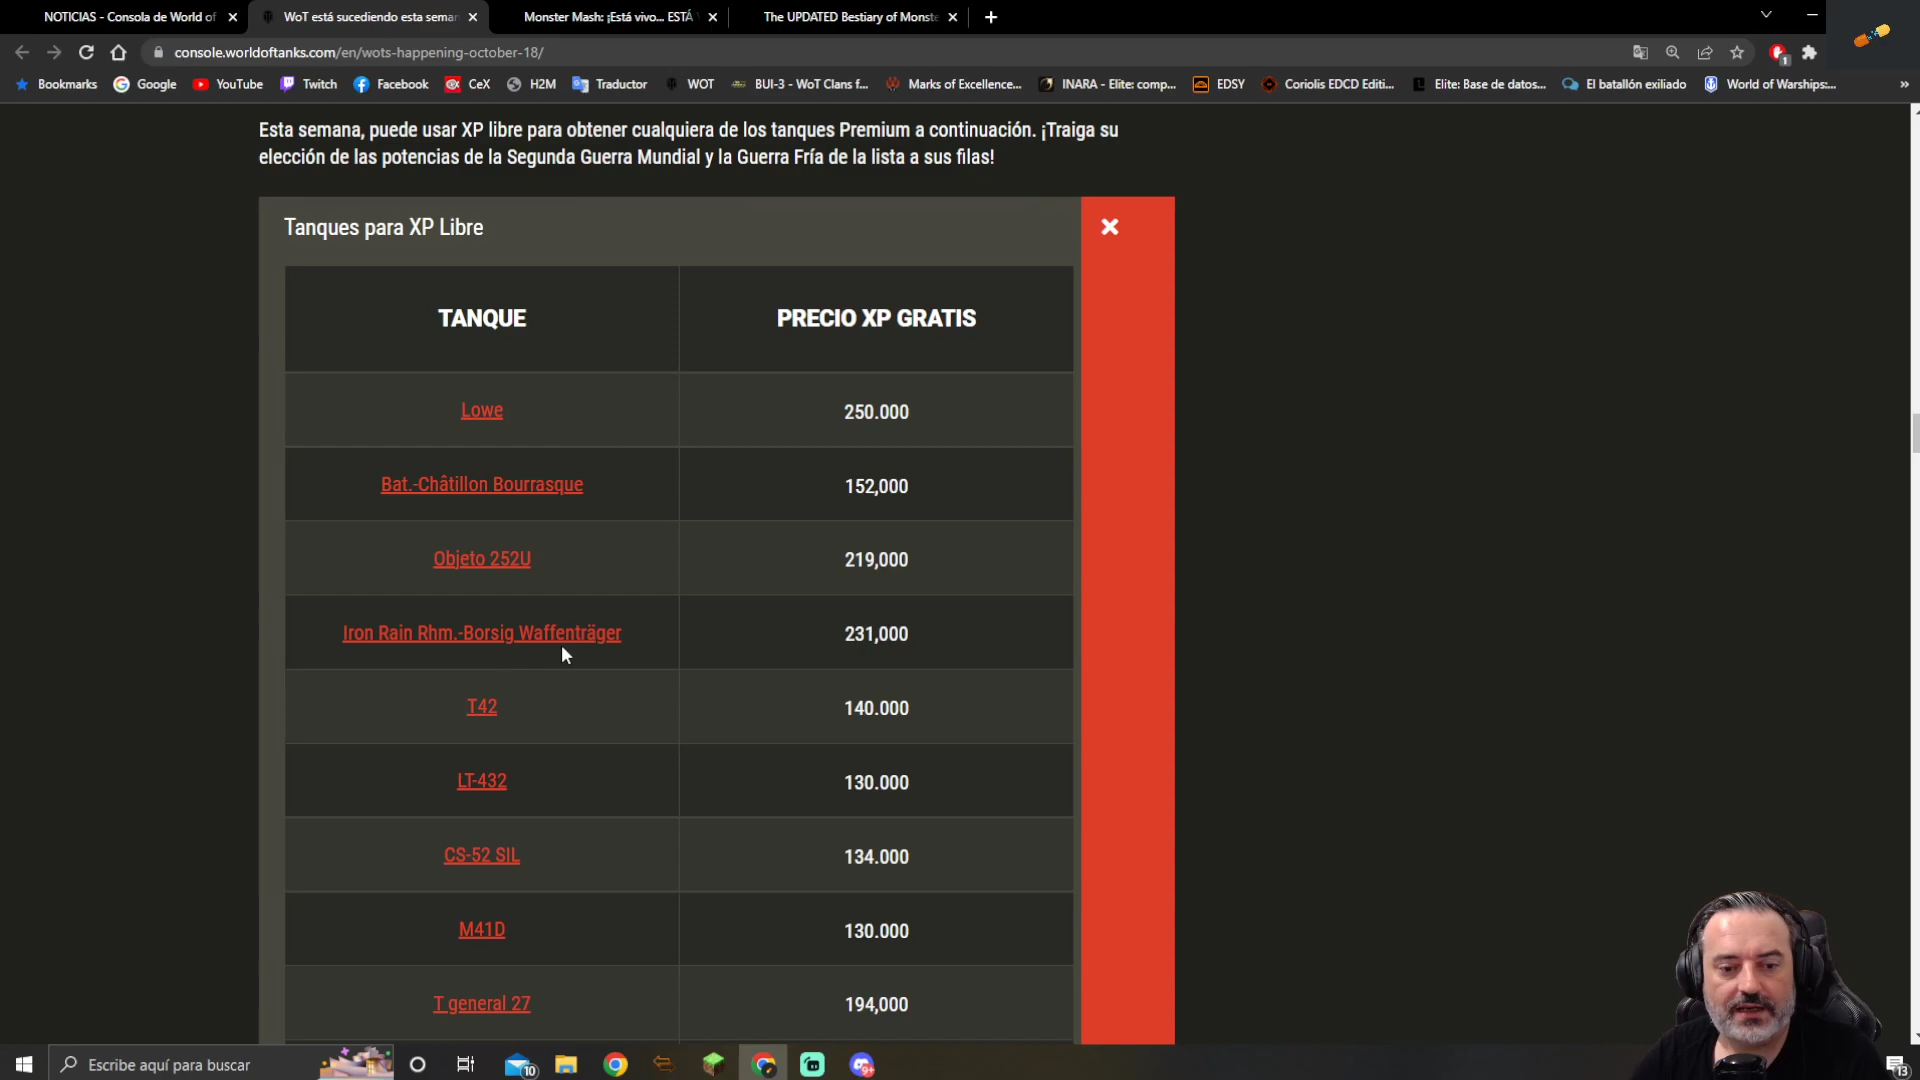 NOTICIAS - Consola de World of
WoT está sucediendo esta semar
Monster Mash: ¡Está vivo... ESTÁ
The UPDATED Bestiary of Monste
console.worldoftanks.com/en/wots-happening-october-18/
1
Bookmarks
Google
YouTube
Twitch
Facebook
CeX
H2M
Traductor
WOT
BUI-3 - WoT Clans f...
Marks of Excellence...
INARA - Elite: comp...
EDSY
Coriolis EDCD Editi...
Elite: Base de datos...
El batallón exiliado
World of Warships:...
»
Esta semana, puede usar XP libre para obtener cualquiera de los tanques Premium a continuación. ¡Traiga su
elección de las potencias de la Segunda Guerra Mundial y la Guerra Fría de la lista a sus filas!
Tanques para XP Libre
TANQUE PRECIO XP GRATIS
Lowe 250.000
Bat.-Châtillon Bourrasque 152,000
Objeto 252U 219,000
Iron Rain Rhm.-Borsig Waffenträger 231,000
T42 140.000
LT-432 130.000
CS-52 SIL 134.000
M41D 130.000
T general 27 194,000
Escribe aquí para buscar
10
9+
13